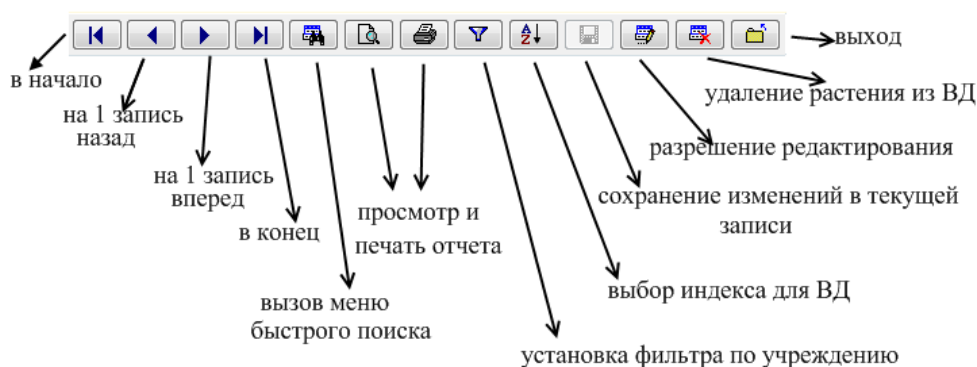 выход
в начало
удаление растения из ВД
на 1 запись
назад
разрешение редактирования
на 1 запись
вперед
сохранение изменений в текущей
записи
просмотр и
печать отчета
в конец
выбор индекса для ВД
вызов меню
быстрого поиска
установка фильтра по учреждению